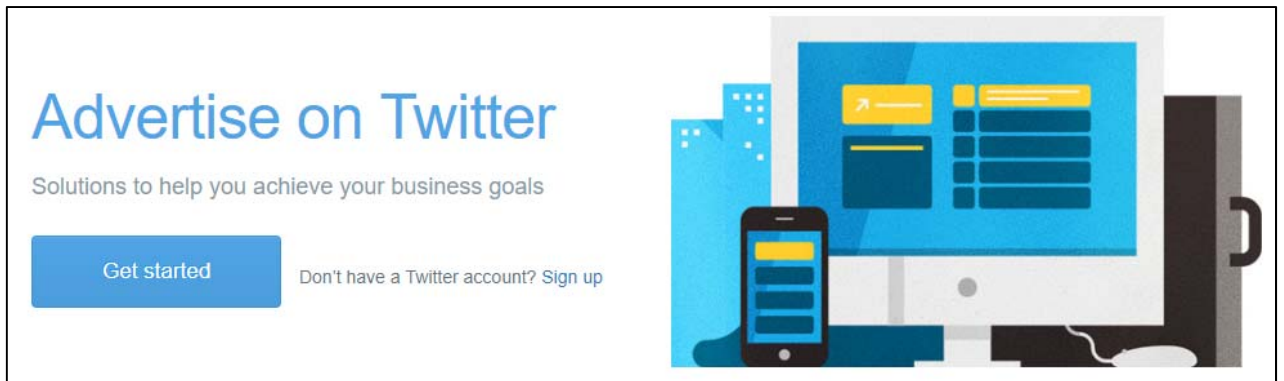 Advertise on Twitter
Solutions to help you achieve your business goals
Get started
Don't have a Twitter account? Sign up